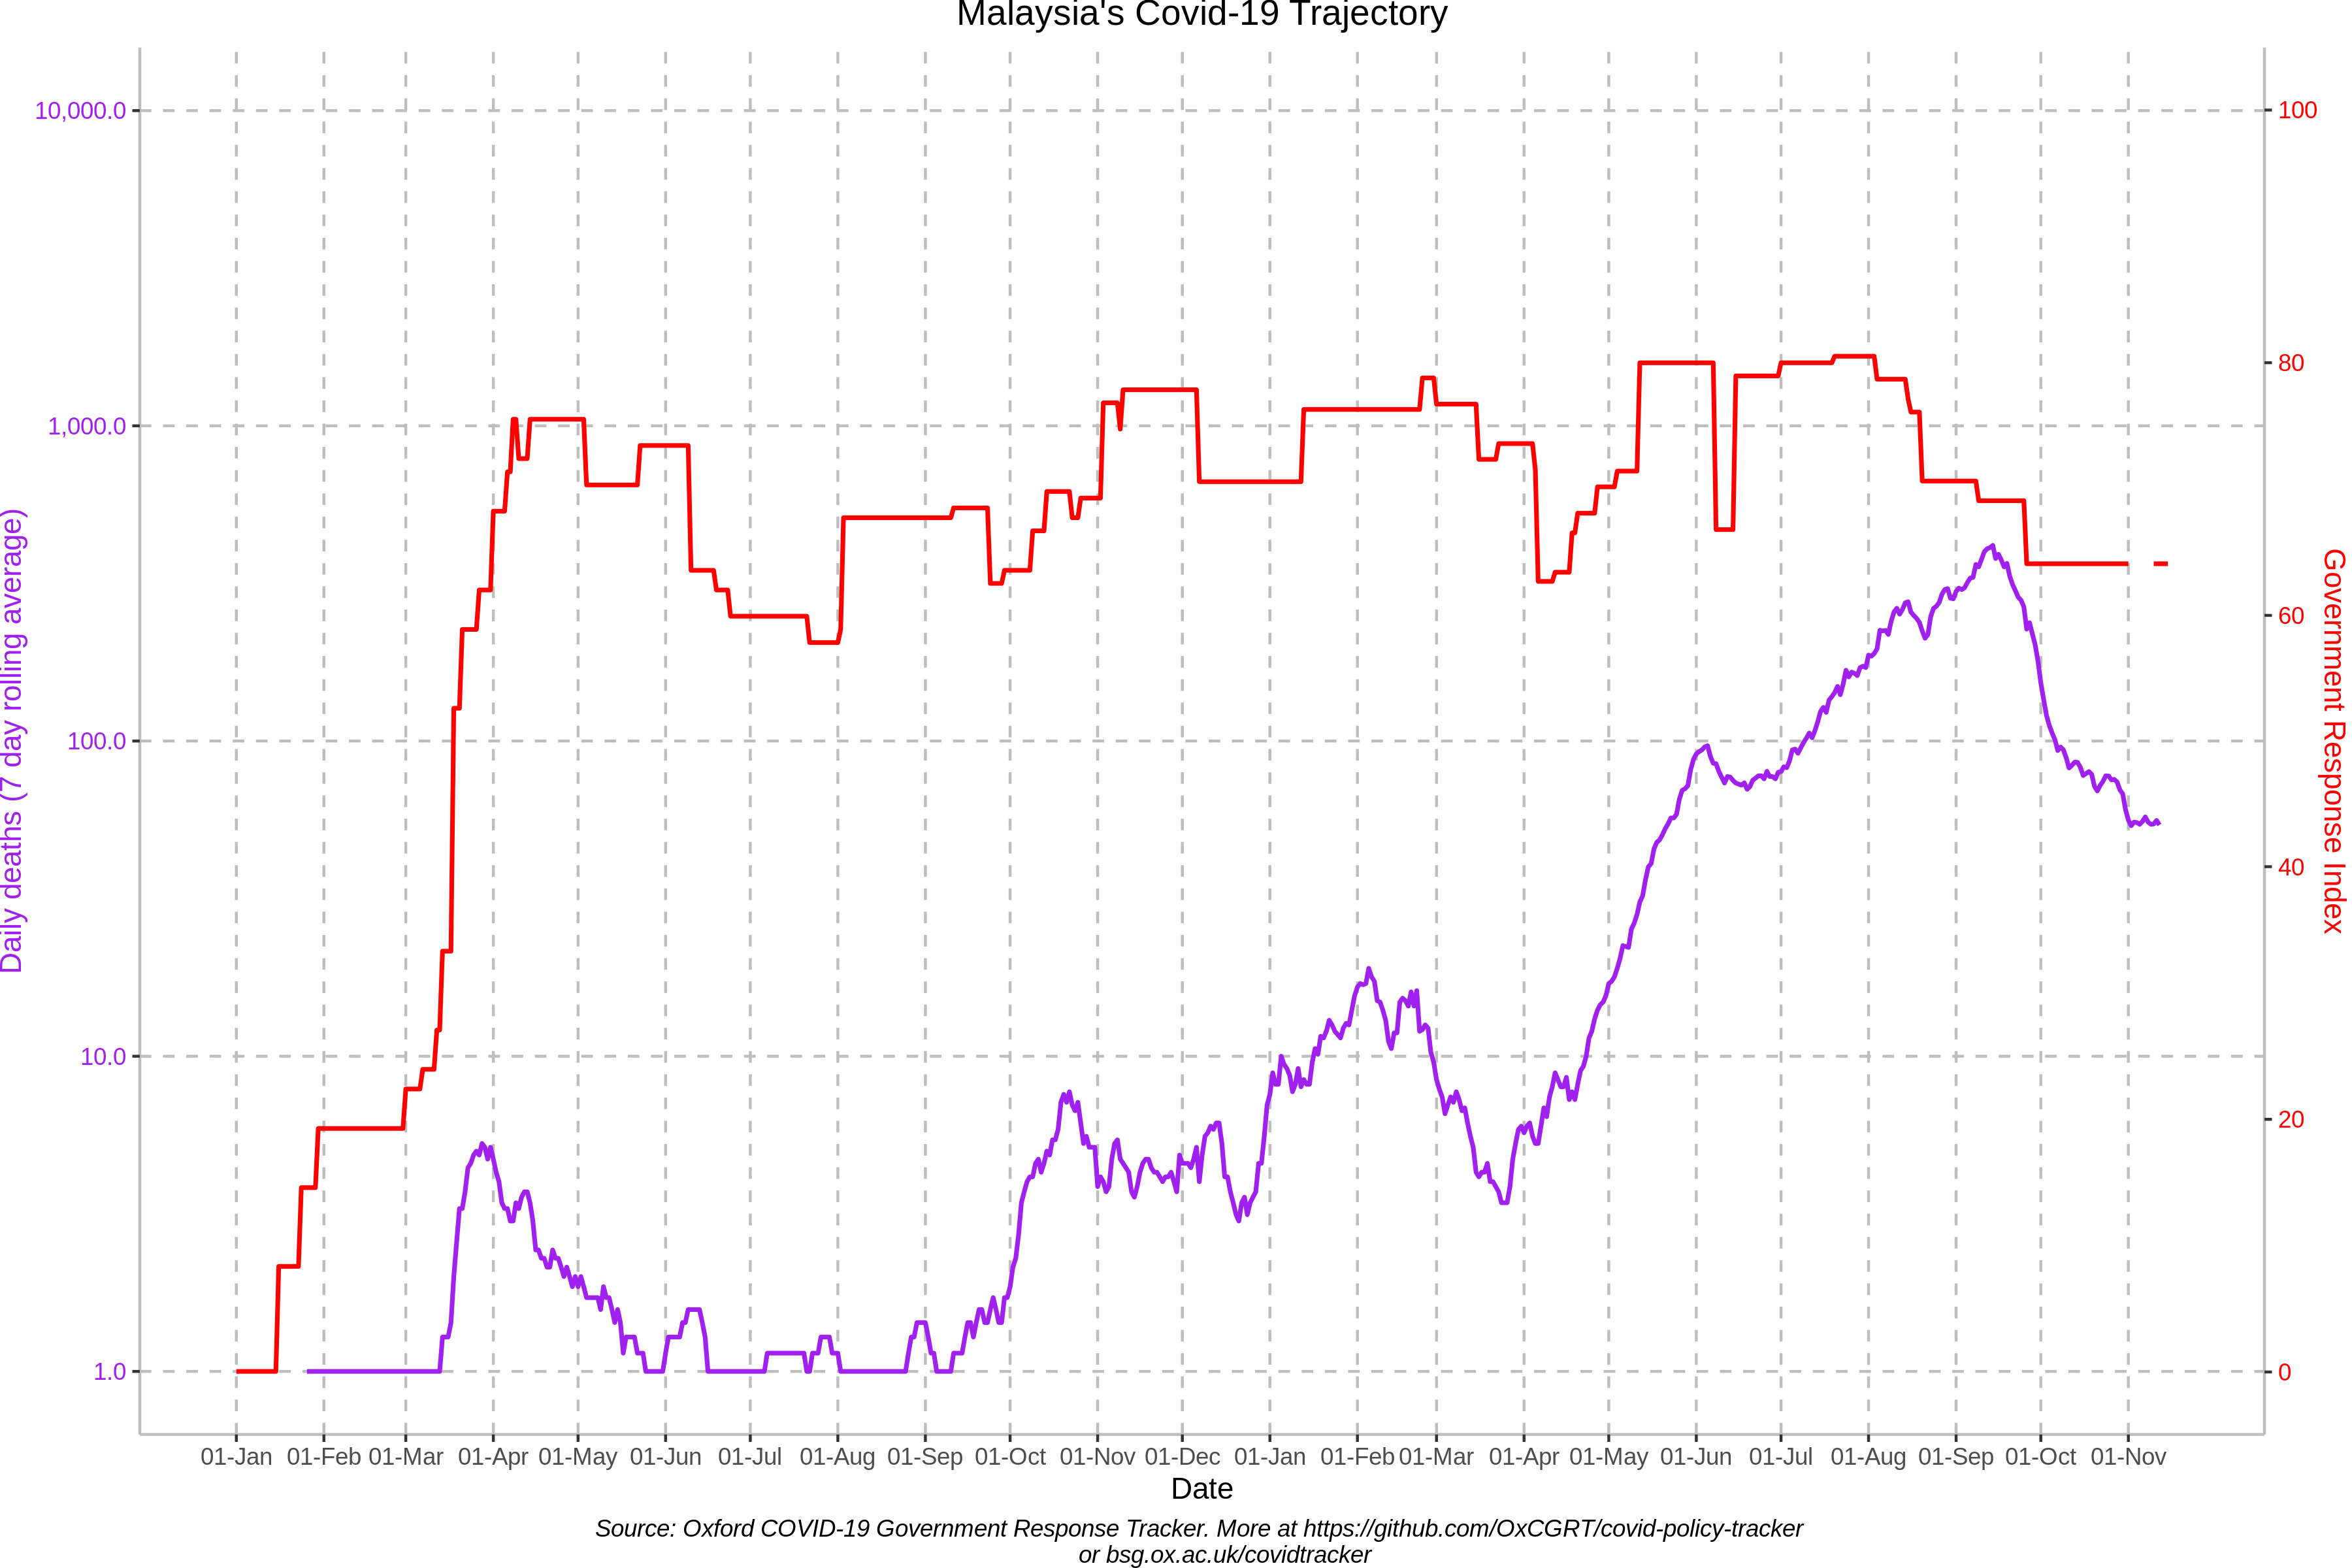 Malaysia's Covid-19 Trajectory
10,000.0
1,000.0
100.0
10.0
1.0
Daily deaths (7 day rolling average)
100
80
60
40
20
0
Government Response Index
01-Jan 01-Feb 01-Mar 01-Apr 01-May 01-Jun 01-Jul 01-Aug 01-Sep 01-Oct 01-Nov 01-Dec 01-Jan 01-Feb 01-Mar 01-Apr 01-May 01-Jun 01-Jul 01-Aug 01-Sep 01-Oct 01-Nov
Date
Source: Oxford COVID-19 Government Response Tracker. More at https://github.com/OxCGRT/covid-policy-tracker
or bsg.ox.ac.uk/covidtracker